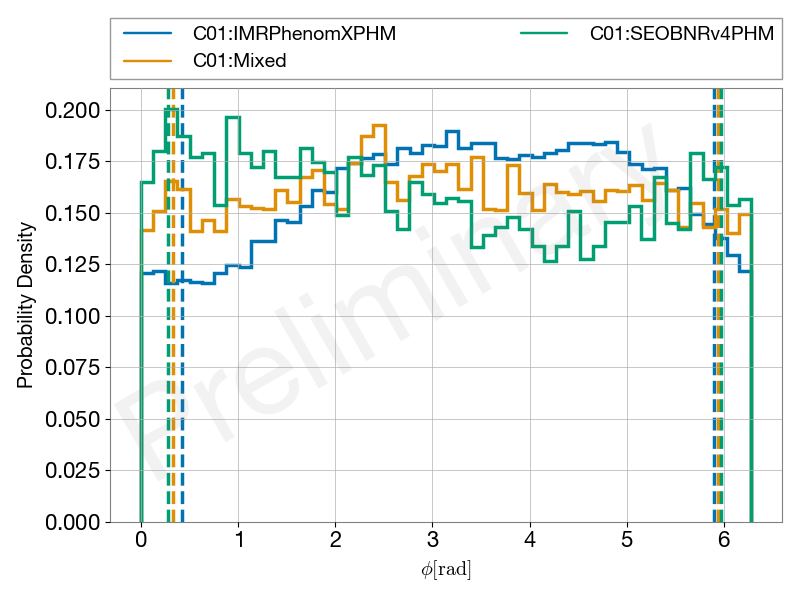 C01:IMRPhenomXPHM
C01:Mixed
C01:SEOBNRv4PHM
0.200
0.175
0.150
0.125
0.100
0.075
0.050
0.025
0.000
Probability Density
Preliminary
0 1 2 3 4 5 6
ϕ[rad]